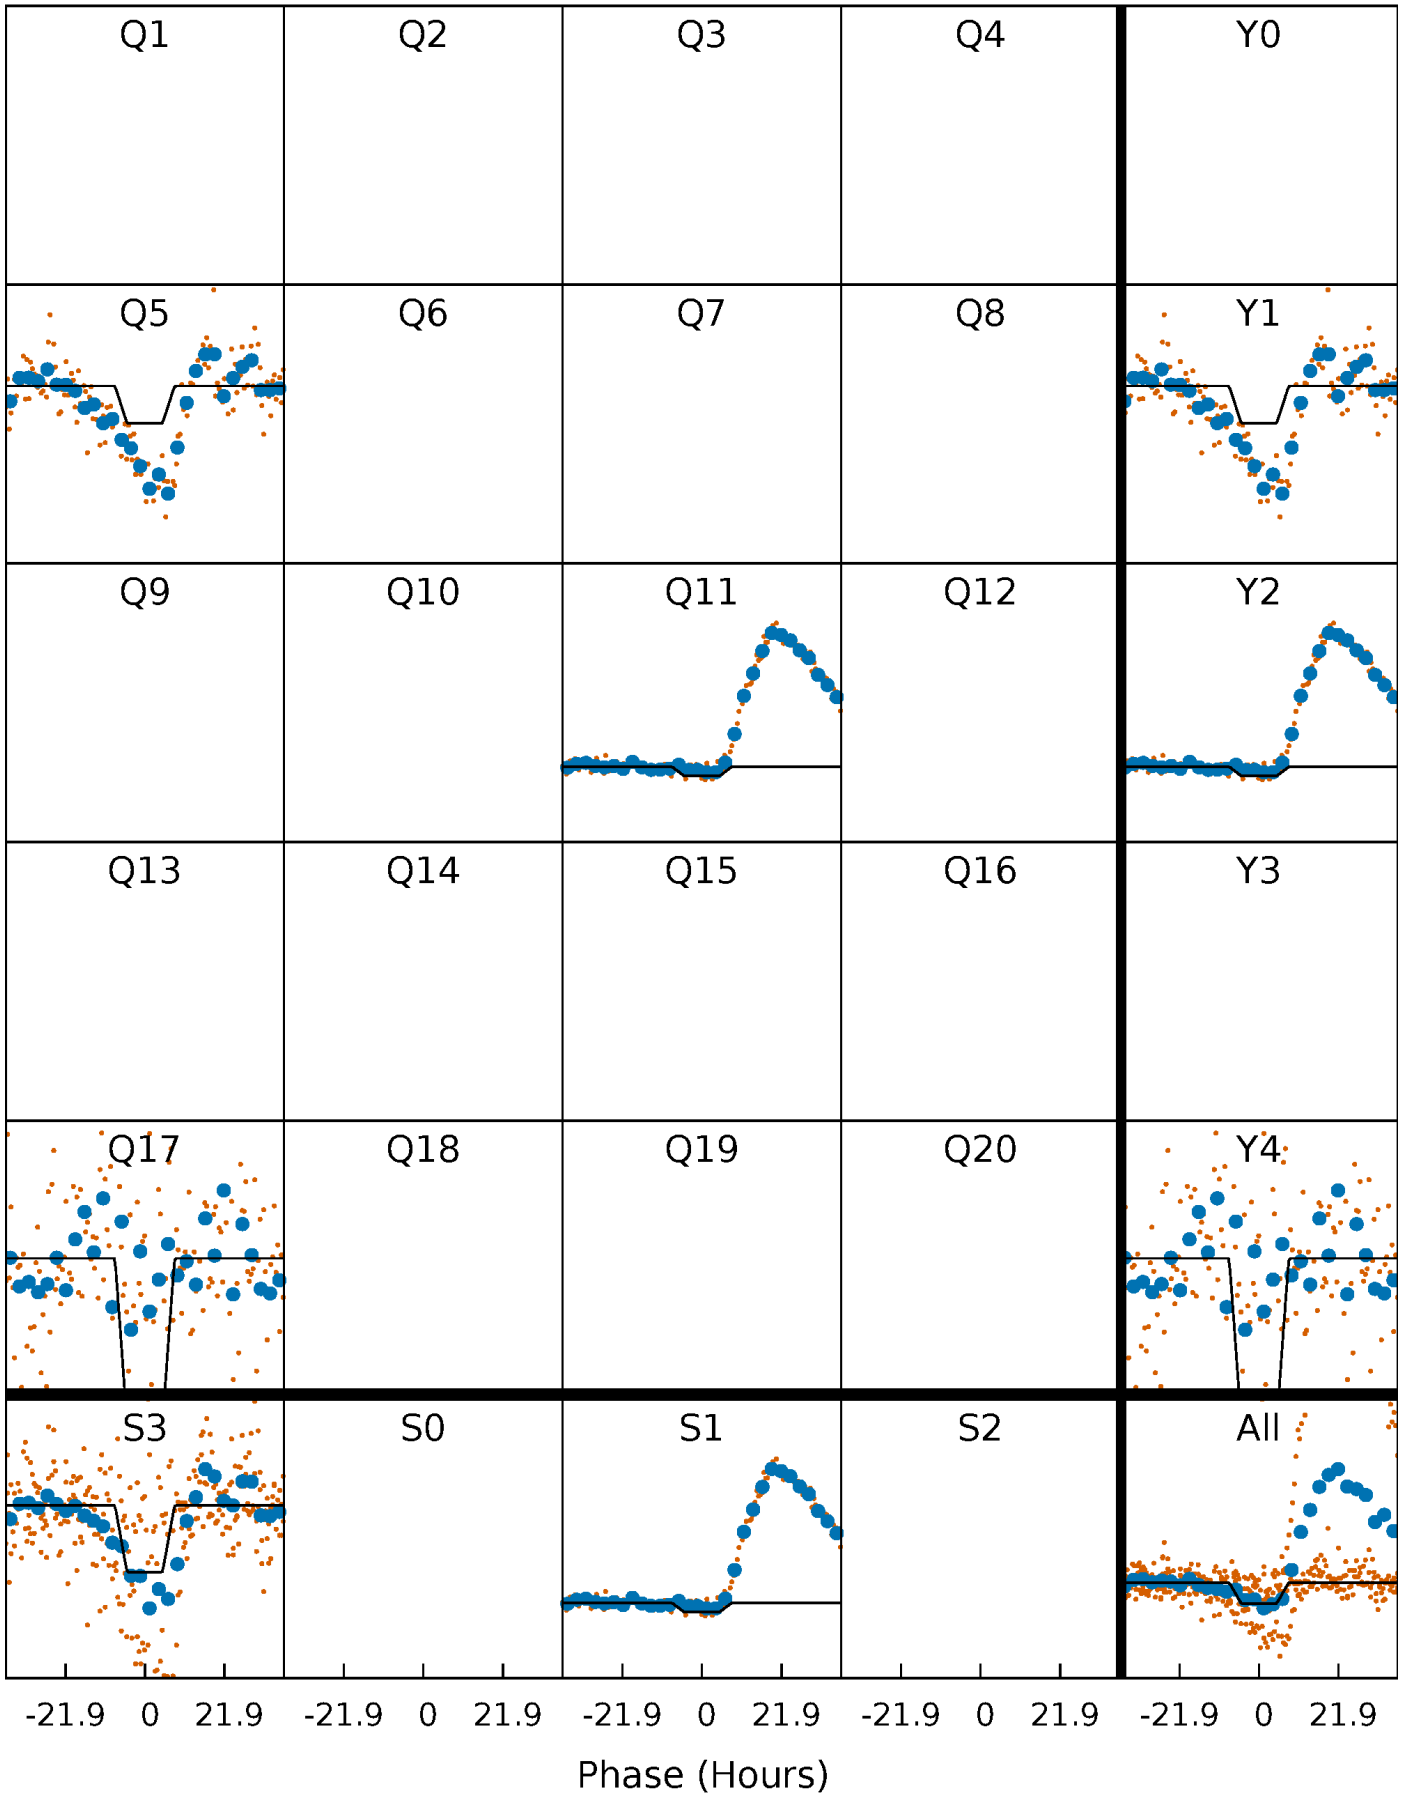 Q1 Q2 Q3 Q4 Y0
Q5 Q6 Q7 Q8 Y1
Q9 Q10 Q11 Q12 Y2
Q13 Q14 Q15 Q16 Y3
Q17 Q18 Q19 Q20 Y4
S3 S0 S1 S2 All
-21.9 0 21.9 -21.9 0 21.9 -21.9 0 21.9 -21.9 0 21.9 -21.9 0 21.9
Phase (Hours)